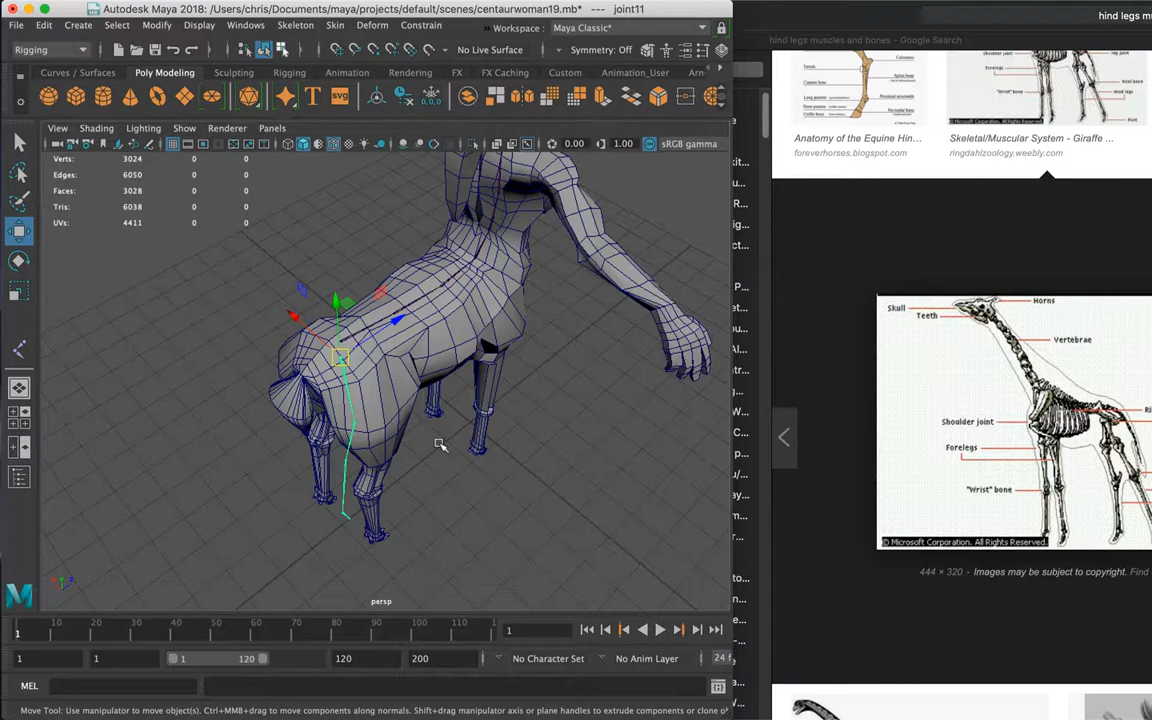 Autodesk Maya 2018: /Users/chris/Documents/maya/projects/default/scenes/centaurwoman19.mb* --- joint11
hind legs m
File Edit Create Select Modify Display Windows Skeleton Skin Deform Constrain
» Workspace : Maya Classic*
hind legs muscles and bones - Google Search
Rigging
No Live Surface
Symmetry: Off
Curves / Surfaces Poly Modeling Sculpting Rigging Animation Rendering FX FX Caching Custom Animation_User Arn
svg
View Shading Lighting Show Renderer Panels
0.00 1.00 sRGB gamma
Verts: 3024 0 0
Edges: 6050 0 0
Faces: 3028 0 0
Tris: 6038 0 0
UVs: 4411 0 0
persp
Anatomy of the Equine Hin...
foreverhorses.blogspot.com
Skeletal/Muscular System - Giraffe ...
ringdahlzoology.weebly.com
Skull
Horns
Teeth
Vertebrae
Shoulder joint
Forelegs
"Wrist" bone
© Microsoft Corporation. All Rights Reserved.
444 × 320 - Images may be subject to copyright. Find
1 10 20 30 40 50 60 70 80 90 100 110 12
1
1 1 1 120 120 200 No Character Set No Anim Layer 24 f
MEL
Move Tool: Use manipulator to move object(s). Ctrl+MMB+drag to move components along normals. Shift+drag manipulator axis or plane handles to extrude components or clone o